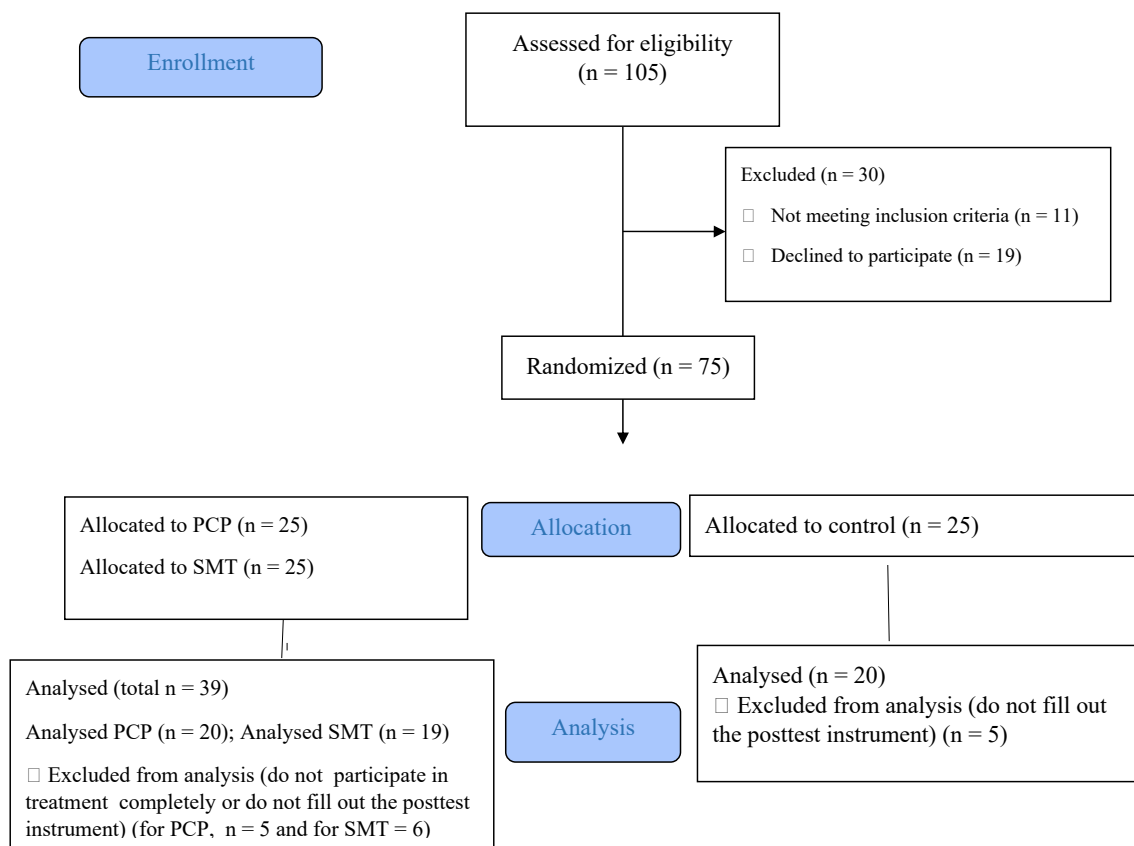 Enrollment
Assessed for eligibility
(n = 105)
Excluded (n = 30)
□ Not meeting inclusion criteria (n = 11)
□ Declined to participate (n = 19)
Randomized (n = 75)
Allocated to PCP (n = 25)
Allocated to SMT (n = 25)
Allocation
Allocated to control (n = 25)
Analysed (total n = 39)
Analysed PCP (n = 20); Analysed SMT (n = 19)
□ Excluded from analysis (do not participate in
treatment completely or do not fill out the posttest
instrument) (for PCP, n = 5 and for SMT = 6)
Analysis
Analysed (n = 20)
□ Excluded from analysis (do not fill out
the posttest instrument) (n = 5)